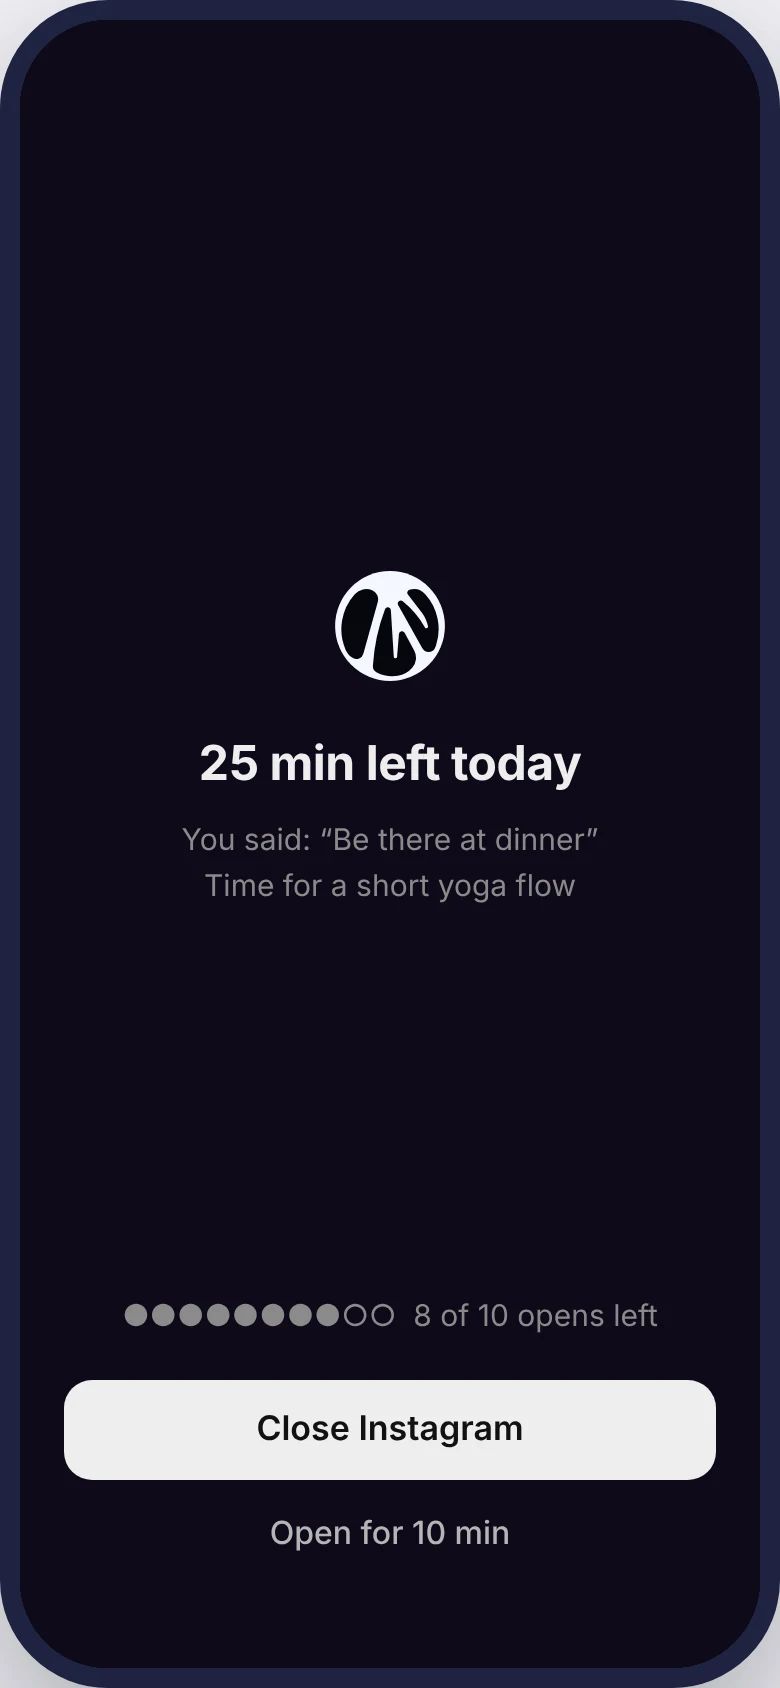 25 min left today
You said: “Be there at dinner”
Time for a short yoga flow
8 of 10 opens left
Close Instagram
Open for 10 min